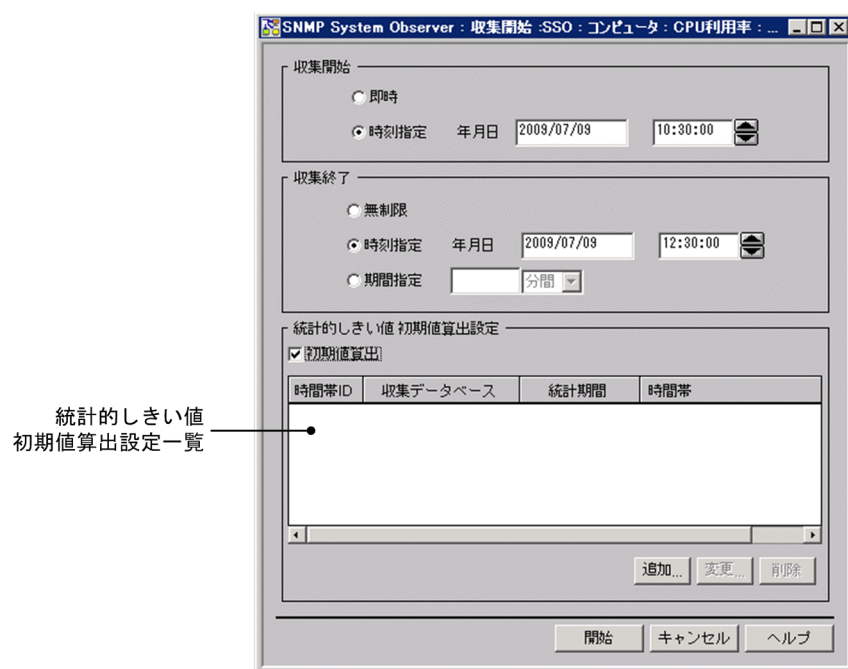 SNMP System Observer : 収集開始 :SSO : コンピュータ : CPU利用率 : ...
収集開始
即時
時刻指定 年月日 2009/07/09 10:30:00
収集終了
無制限
時刻指定 年月日 2009/07/09 12:30:00
期間指定 分間
統計的しきい値 初期値算出設定
初期値算出
時間帯ID 収集データベース 統計期間 時間帯
統計的しきい値
初期値算出設定一覧
追加... 変更... 削除
開始 キャンセル ヘルプ